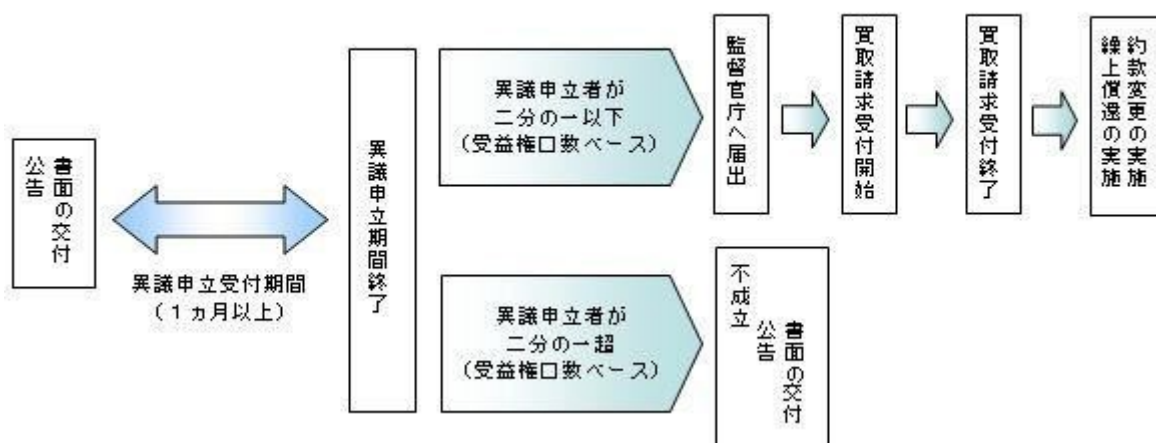 書面の交付
公告
異議申立受付期間
（１ヵ月以上）
異議申立期間終了
異議申立者が
二分の一以下
（受益権口数ベース）
監督官庁へ届出
買取請求受付開始
買取請求受付終了
約款変更の実施
繰上償還の実施
異議申立者が
二分の一超
（受益権口数ベース）
不成立
書面の交付
公告